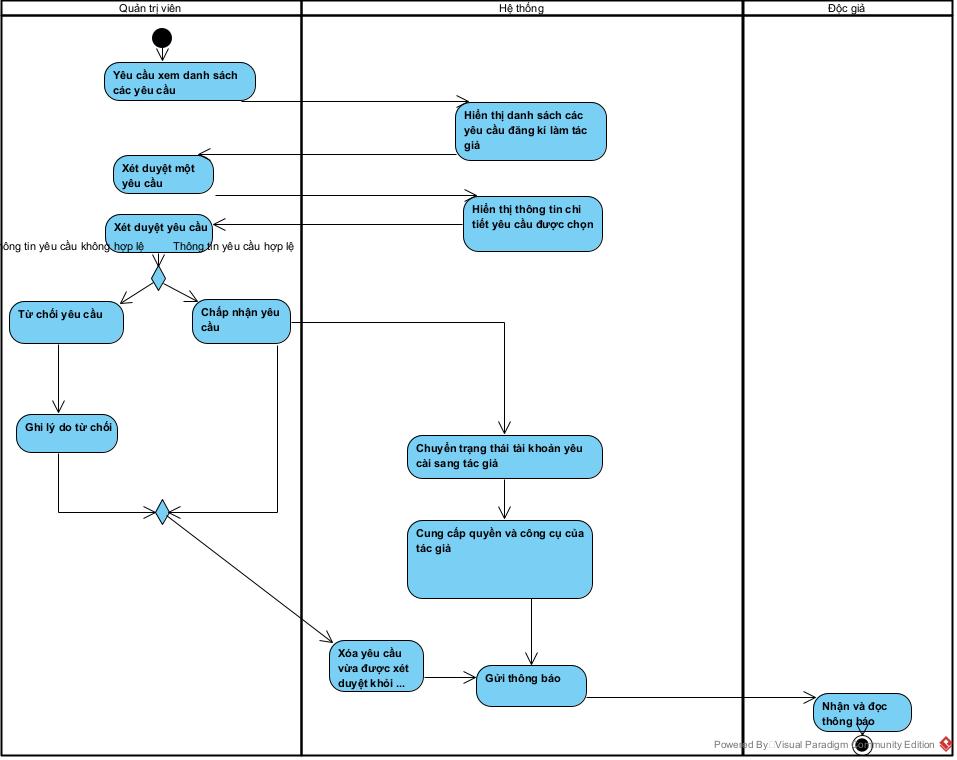 Quản trị viên
Hệ thống
Độc giả
Yêu cầu xem danh sách
các yêu cầu
Hiển thị danh sách các
yêu cầu đăng kí làm tác
giả
Xét duyệt một
yêu cầu
Hiển thị thông tin chi
tiết yêu cầu được chọn
Xét duyệt yêu cầu
ông tin yêu cầu không hợp lệ
Thông tin yêu cầu hợp lệ
Từ chối yêu cầu
Chấp nhận yêu
cầu
Ghi lý do từ chối
Chuyển trạng thái tài khoản yêu
cài sang tác giả
Cung cấp quyền và công cụ của
tác giả
Xóa yêu cầu
vừa được xét
duyệt khỏi ...
Gửi thông báo
Nhận và đọc
thông báo
Powered By Visual Paradigm Community Edition